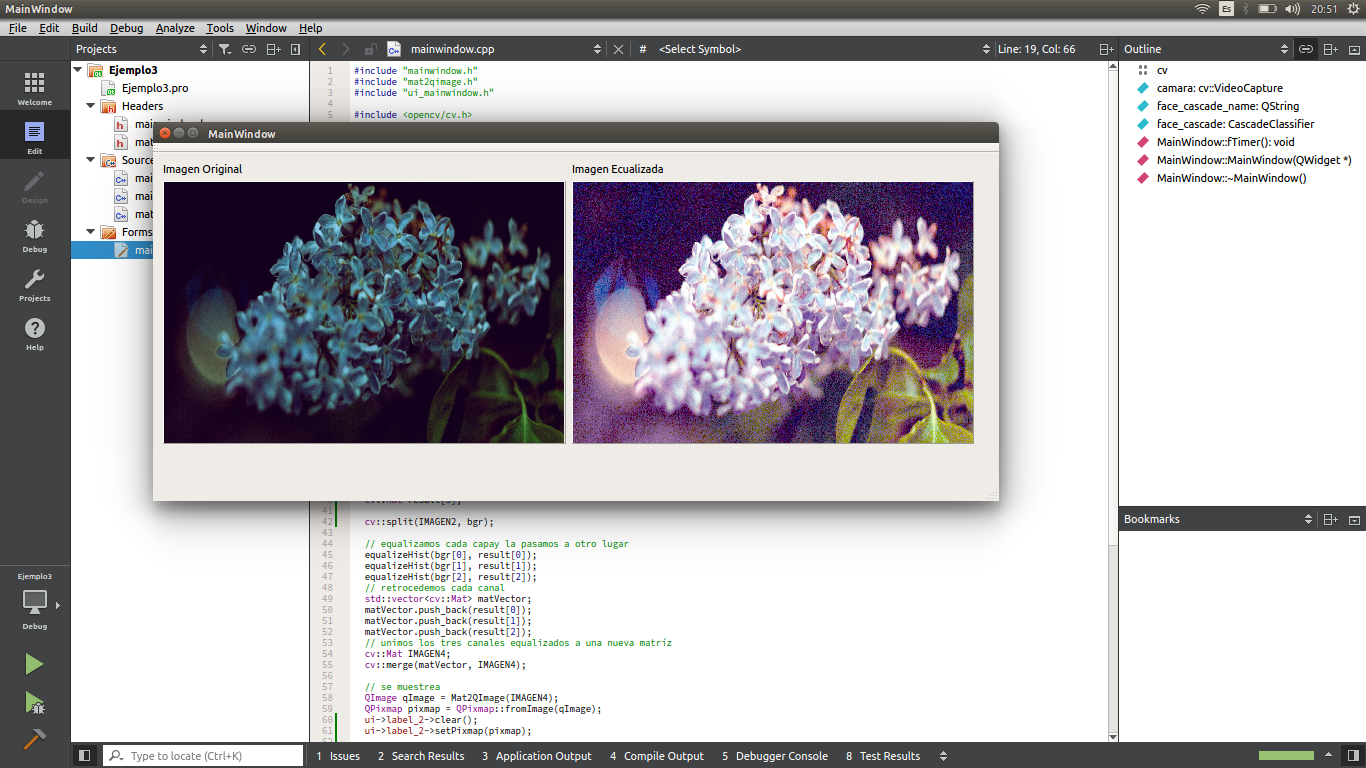 MainWindow
Es
20:51
File Edit Build Debug Analyze Tools Window Help
Projects
mainwindow.cpp
# <Select Symbol>
Line: 19, Col: 66
Outline
Welcome
Edit
Design
Debug
Projects
Help
Ejemplo3
Debug
Ejemplo3
Ejemplo3.pro
Headers
Forms
1 #include "mainwindow.h"
2 #include "mat2qimage.h"
3 #include "ui_mainwindow.h"
4
5 #include <opencv/cv.h>
MainWindow
Imagen Original
Imagen Ecualizada
41
42 cv::split(IMAGEN2, bgr);
43
44 // equalizamos cada capay la pasamos a otro lugar
45 equalizeHist(bgr[0], result[0]);
46 equalizeHist(bgr[1], result[1]);
47 equalizeHist(bgr[2], result[2]);
48 // retrocedemos cada canal
49 std::vector<cv::Mat> matVector;
50 matVector.push_back(result[0]);
51 matVector.push_back(result[1]);
52 matVector.push_back(result[2]);
53 // unimos los tres canales equalizados a una nueva matríz
54 cv::Mat IMAGEN4;
55 cv::merge(matVector, IMAGEN4);
56
57 // se muestrea
58 QImage qImage = Mat2QImage(IMAGEN4);
59 QPixmap pixmap = QPixmap::fromImage(qImage);
60 ui->label_2->clear();
61 ui->label_2->setPixmap(pixmap);
cv
camara: cv::VideoCapture
face_cascade_name: QString
face_cascade: CascadeClassifier
MainWindow::fTimer(): void
MainWindow::MainWindow(QWidget *)
MainWindow::~MainWindow()
Bookmarks
Type to locate (Ctrl+K)
1 Issues
2 Search Results
3 Application Output
4 Compile Output
5 Debugger Console
8 Test Results